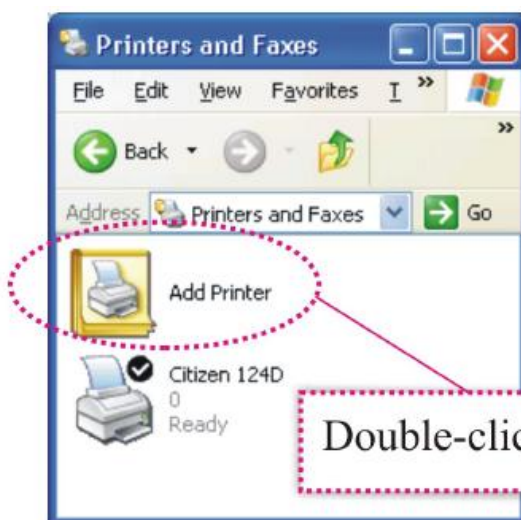 Printers and Faxes
File Edit View Favorites T »
Back »
Address Printers and Faxes Go
Add Printer
Citizen 124D
0
Ready
Double-clic